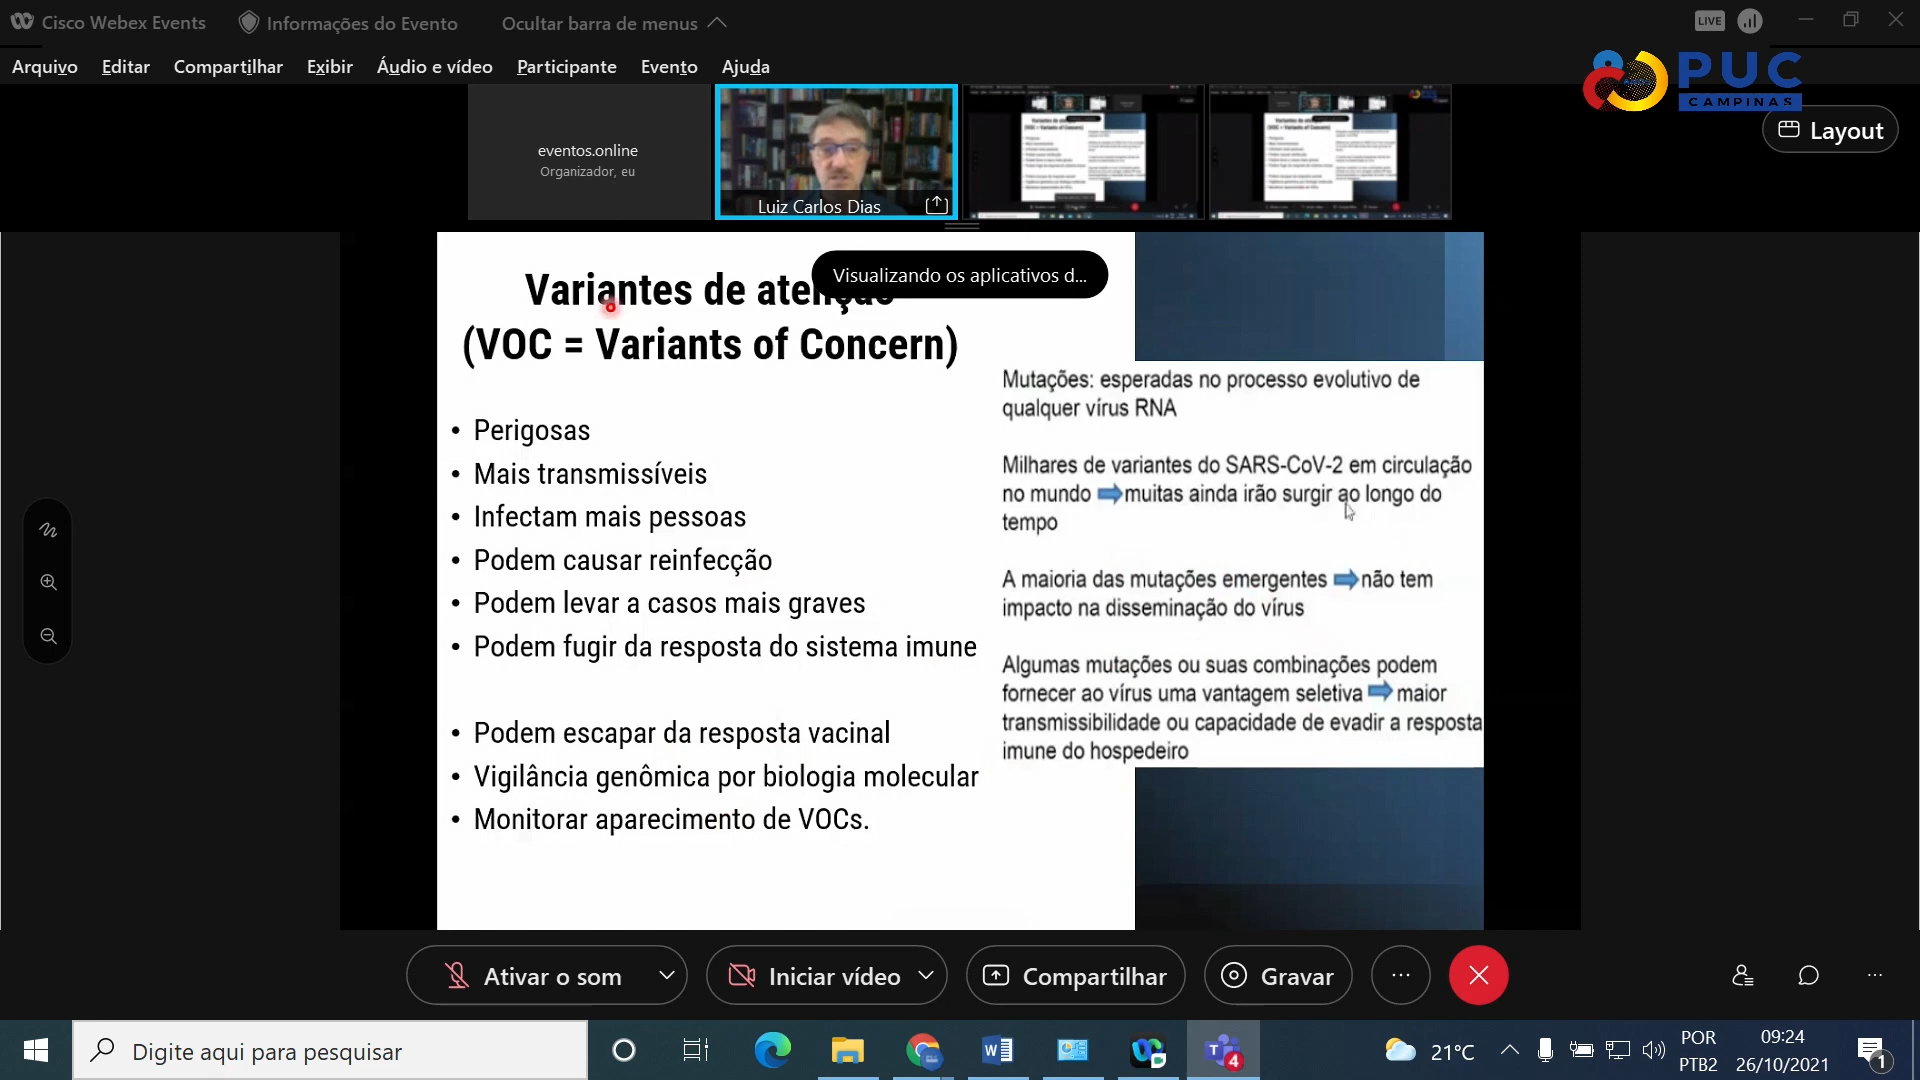 Cisco Webex Events
Informações do Evento
Ocultar barra de menus
LIVE
Arquivo Editar Compartilhar Exibir Áudio e vídeo Participante Evento Ajuda
PUC
CAMPINAS
Layout
eventos.online
Organizador, eu
Luiz Carlos Dias
Visualizando os aplicativos d...
Variantes de atenção
(VOC = Variants of Concern)
• Perigosas
• Mais transmissíveis
• Infectam mais pessoas
• Podem causar reinfecção
• Podem levar a casos mais graves
• Podem fugir da resposta do sistema imune
• Podem escapar da resposta vacinal
• Vigilância genômica por biologia molecular
• Monitorar aparecimento de VOCs.
Mutações: esperadas no processo evolutivo de
qualquer vírus RNA
Milhares de variantes do SARS-CoV-2 em circulação
no mundo muitas ainda irão surgir ao longo do
tempo
A maioria das mutações emergentes não tem
impacto na disseminação do vírus
Algumas mutações ou suas combinações podem
fornecer ao vírus uma vantagem seletiva maior
transmissibilidade ou capacidade de evadir a resposta
imune do hospedeiro
Ativar o som
Iniciar vídeo
Compartilhar
Gravar
Digite aqui para pesquisar
4
21°C
POR
PTB2
09:24
26/10/2021
1